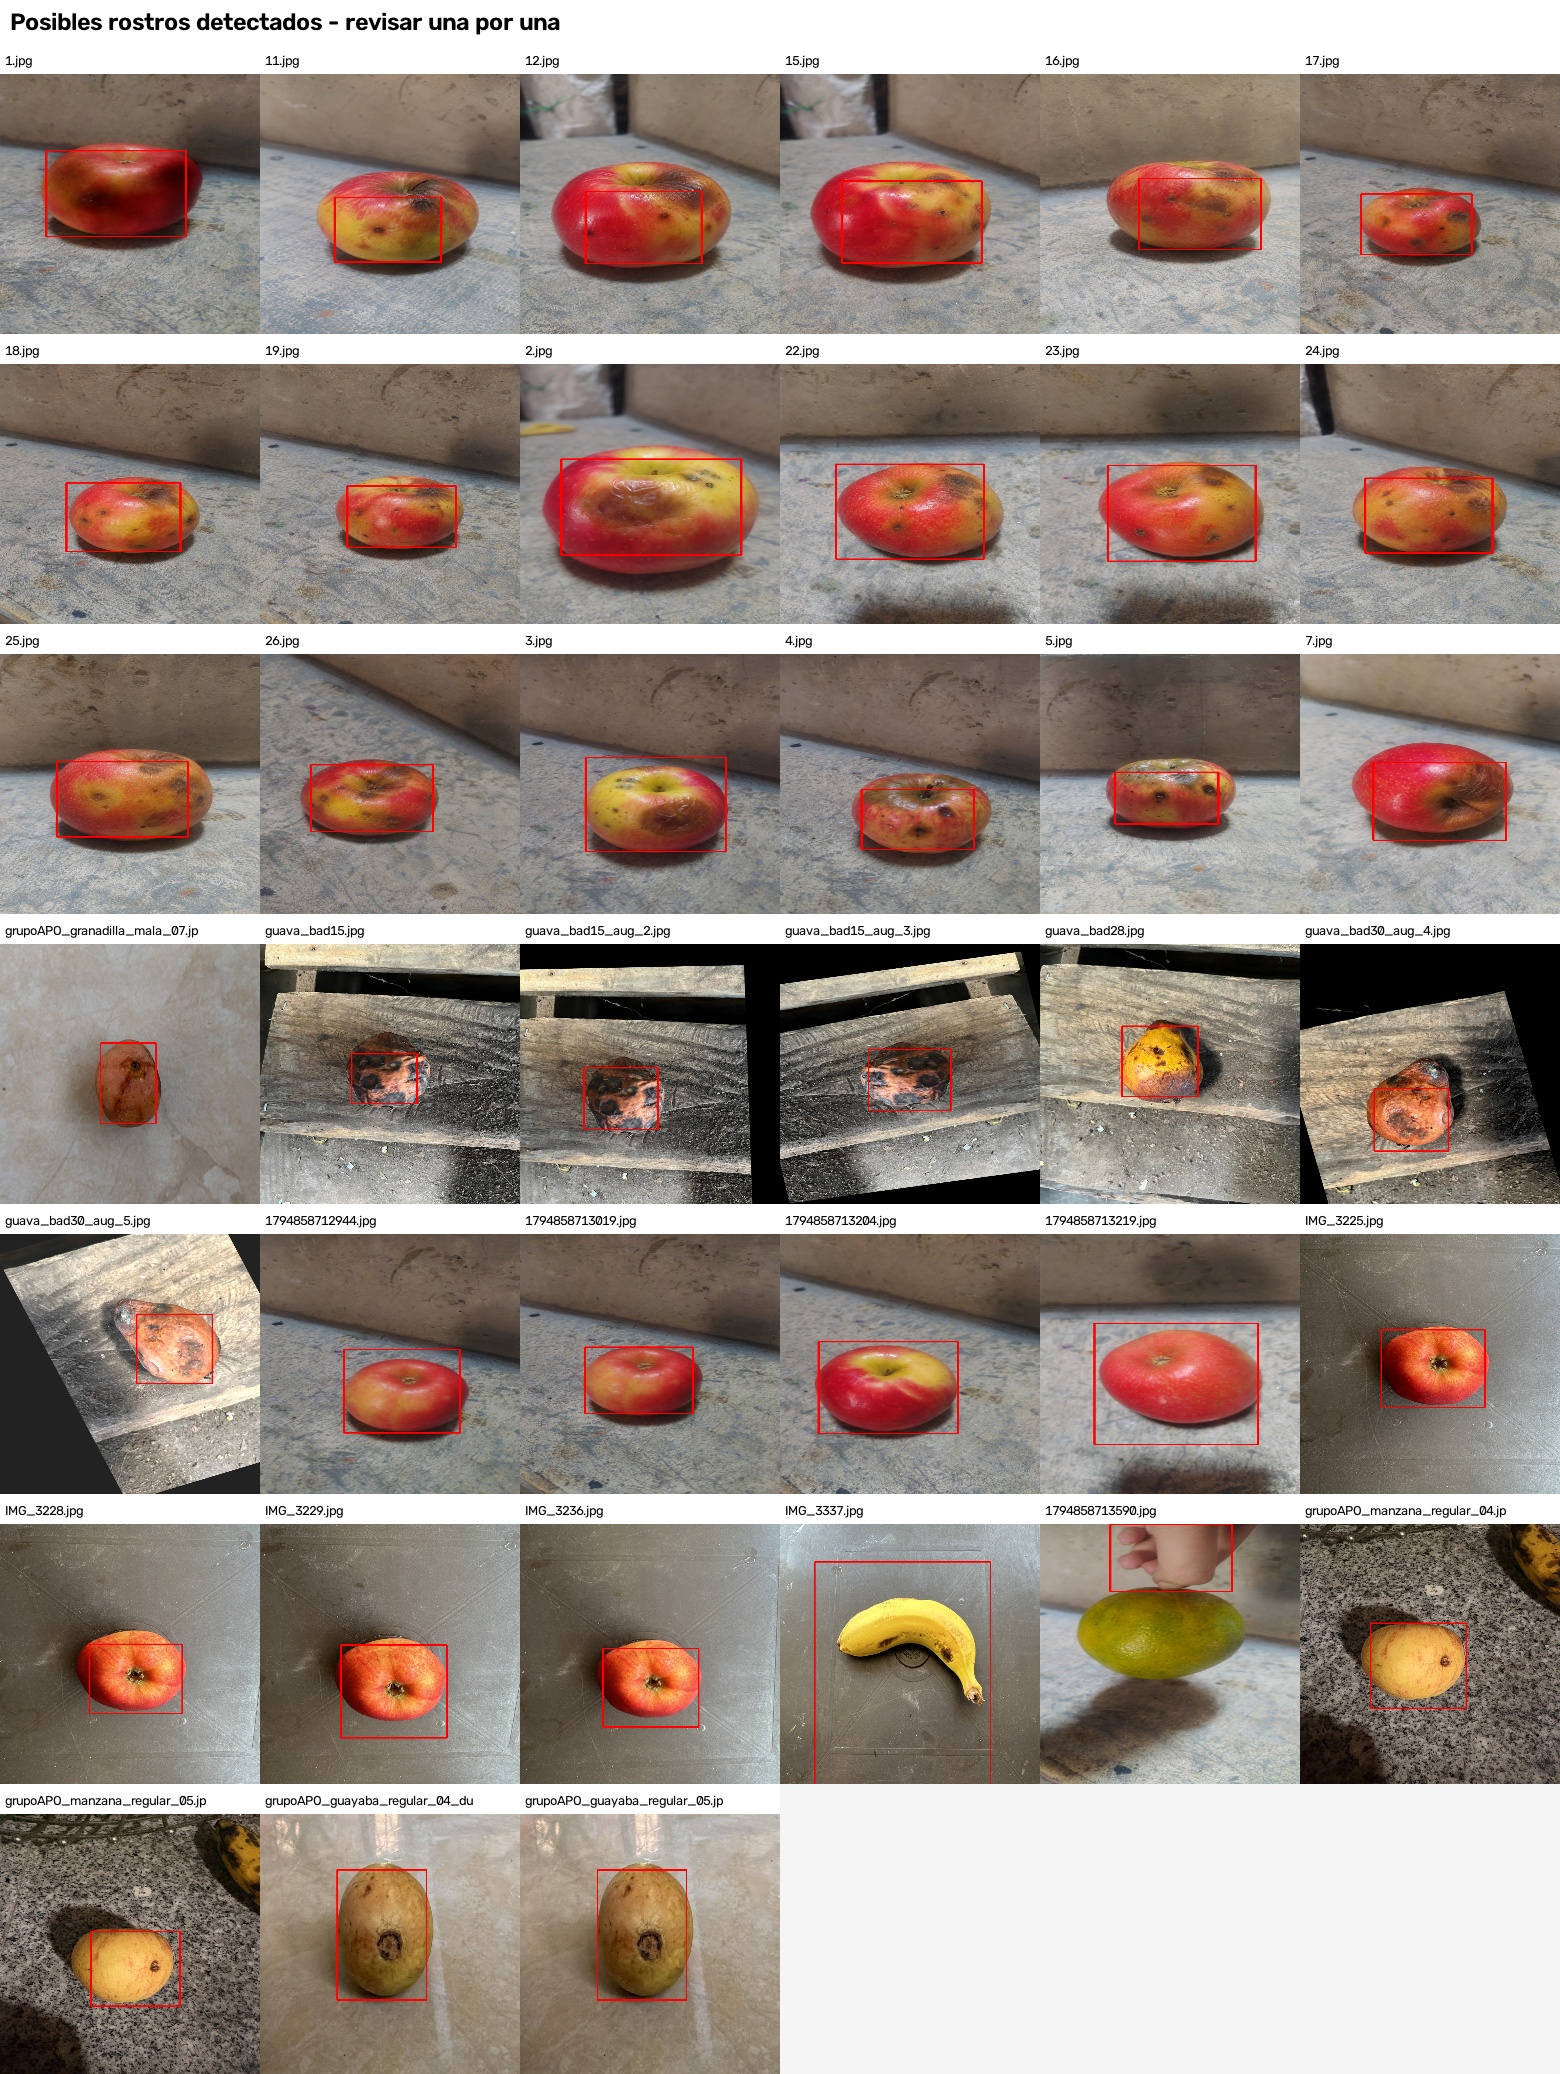 Posibles rostros detectados - revisar una por una
1.jpg
11.jpg
12.jpg
15.jpg
16.jpg
17.jpg
18.jpg
19.jpg
2.jpg
22.jpg
23.jpg
24.jpg
25.jpg
26.jpg
3.jpg
4.jpg
5.jpg
7.jpg
grupoAPO_granadilla_mala_07.jp
guava_bad15.jpg
guava_bad15_aug_2.jpg
guava_bad15_aug_3.jpg
guava_bad28.jpg
guava_bad30_aug_4.jpg
guava_bad30_aug_5.jpg
1794858712944.jpg
1794858713019.jpg
1794858713204.jpg
1794858713219.jpg
IMG_3225.jpg
IMG_3228.jpg
IMG_3229.jpg
IMG_3236.jpg
IMG_3337.jpg
1794858713590.jpg
grupoAPO_manzana_regular_04.jp
grupoAPO_manzana_regular_05.jp
grupoAPO_guayaba_regular_04_du
grupoAPO_guayaba_regular_05.jp